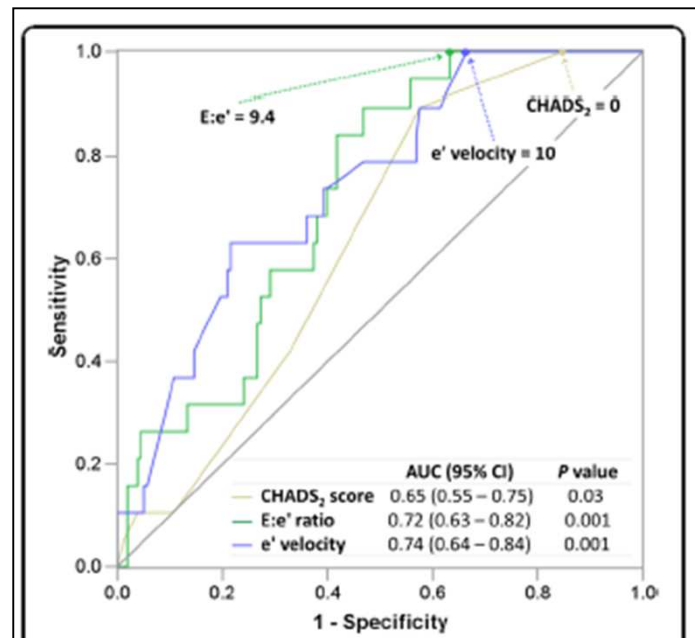 1.0
E:e' = 9.4
CHADS₂ = 0
0.8
e' velocity = 10
Sensitivity
0.6
0.4
0.2
AUC (95% CI) P value
CHADS₂ score 0.65 (0.55 – 0.75) 0.03
E:e' ratio 0.72 (0.63 – 0.82) 0.001
e' velocity 0.74 (0.64 – 0.84) 0.001
0.0
0.0 0.2 0.4 0.6 0.8 1.0
1 - Specificity